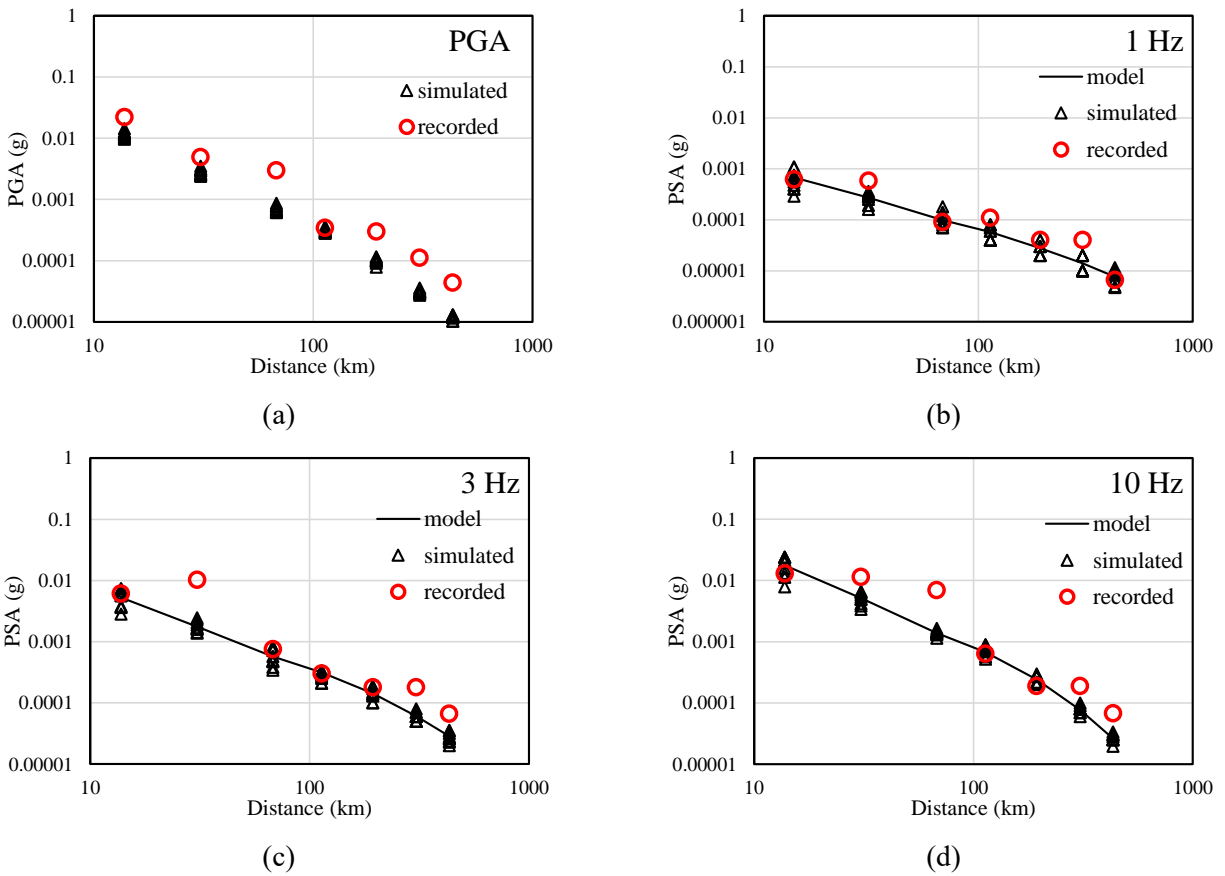 PGA
simulated
recorded
1
0.1
0.01
0.001
0.0001
0.00001
PGA (g)
10
100
1000
Distance (km)
(a)
1 Hz
model
simulated
recorded
1
0.1
0.01
0.001
0.0001
0.00001
0.000001
PSA (g)
10
100
1000
Distance (km)
(b)
3 Hz
model
simulated
recorded
1
0.1
0.01
0.001
0.0001
0.00001
PSA (g)
10
100
1000
Distance (km)
(c)
10 Hz
model
simulated
recorded
1
0.1
0.01
0.001
0.0001
0.00001
PSA (g)
10
100
1000
Distance (km)
(d)